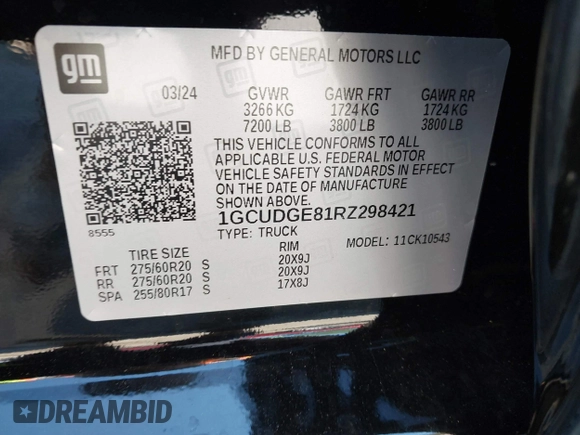 gm
MFD BY GENERAL MOTORS LLC
03/24 GVWR GAWR FRT GAWR RR
3266 KG 1724 KG 1724 KG
7200 LB 3800 LB 3800 LB
THIS VEHICLE CONFORMS TO ALL
APPLICABLE U.S. FEDERAL MOTOR
VEHICLE SAFETY STANDARDS IN EFFECT
ON THE DATE OF MANUFACTURE
SHOWN ABOVE.
8555 1GCUDGE81RZ298421
TYPE: TRUCK MODEL: 11CK10543
TIRE SIZE RIM
FRT 275/60R20 S 20X9J
RR 275/60R20 S 20X9J
SPA 255/80R17 S 17X8J
DREAMBID